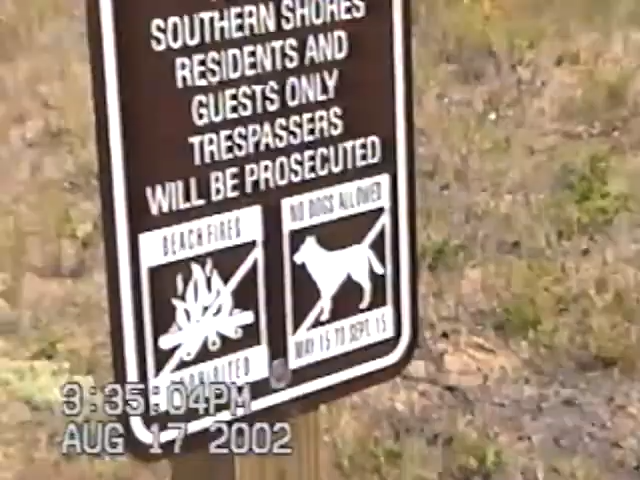 SOUTHERN SHORES
RESIDENTS AND
GUESTS ONLY
TRESPASSERS
WILL BE PROSECUTED
BEACH FIRES
PROHIBITED
NO DOGS ALLOWED
MAY 15 TO SEPT. 15
3:35:04PM
AUG 17 2002